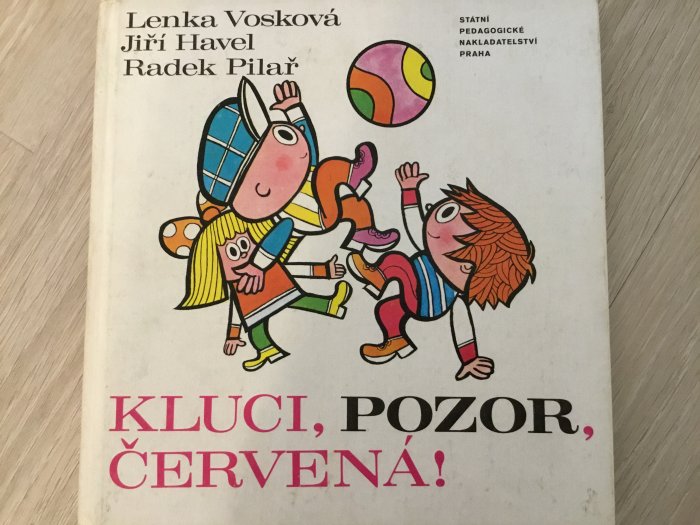 Lenka Vosková
Jiří Havel
Radek Pilař
STÁTNÍ
PEDAGOGICKÉ
NAKLADATELSTVÍ
PRAHA
KLUCI, POZOR,
ČERVENÁ!